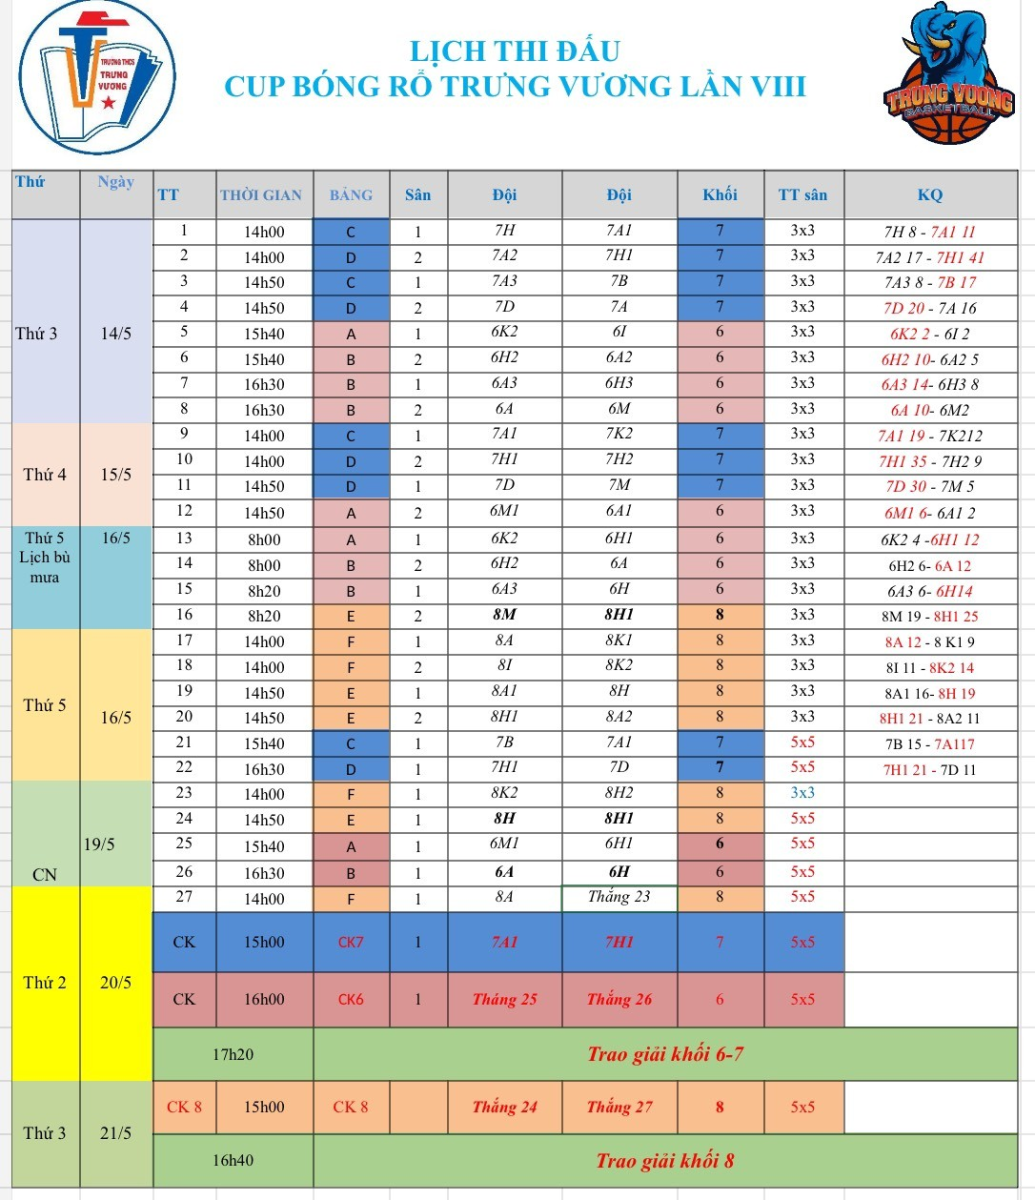 TRƯỜNG THCS
TRƯNG
VƯƠNG
LỊCH THI ĐẤU
CUP BÓNG RỔ TRƯNG VƯƠNG LẦN VIII
TRƯNG VƯƠNG
BASKETBALL
Thứ Ngày TT THỜI GIAN BẢNG Sân Đội Đội Khối TT sân KQ
1 14h00 C 1 7H 7A1 7 3x3 7H 8 - 7A1 11
2 14h00 D 2 7A2 7H1 7 3x3 7A2 17 - 7H1 41
3 14h50 C 1 7A3 7B 7 3x3 7A3 8 - 7B 17
4 14h50 D 2 7D 7A 7 3x3 7D 20 - 7A 16
Thứ 3 14/5 5 15h40 A 1 6K2 6I 6 3x3 6K2 2 - 6I 2
6 15h40 B 2 6H2 6A2 6 3x3 6H2 10- 6A2 5
7 16h30 B 1 6A3 6H3 6 3x3 6A3 14- 6H3 8
8 16h30 B 2 6A 6M 6 3x3 6A 10- 6M2
9 14h00 C 1 7A1 7K2 7 3x3 7A1 19 - 7K212
10 14h00 D 2 7H1 7H2 7 3x3 7H1 35 - 7H2 9
Thứ 4 15/5 11 14h50 D 1 7D 7M 7 3x3 7D 30 - 7M 5
12 14h50 A 2 6M1 6A1 6 3x3 6M1 6- 6A1 2
Thứ 5 16/5 13 8h00 A 1 6K2 6H1 6 3x3 6K2 4 -6H1 12
Lịch bù 14 8h00 B 2 6H2 6A 6 3x3 6H2 6- 6A 12
mưa 15 8h20 B 1 6A3 6H 6 3x3 6A3 6- 6H14
16 8h20 E 2 8M 8H1 8 3x3 8M 19 - 8H1 25
17 14h00 F 1 8A 8K1 8 3x3 8A 12 - 8 K1 9
18 14h00 F 2 8I 8K2 8 3x3 8I 11 - 8K2 14
19 14h50 E 1 8A1 8H 8 3x3 8A1 16- 8H 19
Thứ 5 16/5 20 14h50 E 2 8H1 8A2 8 3x3 8H1 21 - 8A2 11
21 15h40 C 1 7B 7A1 7 5x5 7B 15 - 7A117
22 16h30 D 1 7H1 7D 7 5x5 7H1 21 - 7D 11
23 14h00 F 1 8K2 8H2 8 3x3
24 14h50 E 1 8H 8H1 8 5x5
19/5 25 15h40 A 1 6M1 6H1 6 5x5
CN 26 16h30 B 1 6A 6H 6 5x5
27 14h00 F 1 8A Thắng 23 8 5x5
CK 15h00 CK7 1 7A1 7H1 7 5x5
Thứ 2 20/5 CK 16h00 CK6 1 Tháng 25 Thắng 26 6 5x5
17h20 Trao giải khối 6-7
CK 8 15h00 CK 8 Thắng 24 Thắng 27 8 5x5
Thứ 3 21/5
16h40 Trao giải khối 8